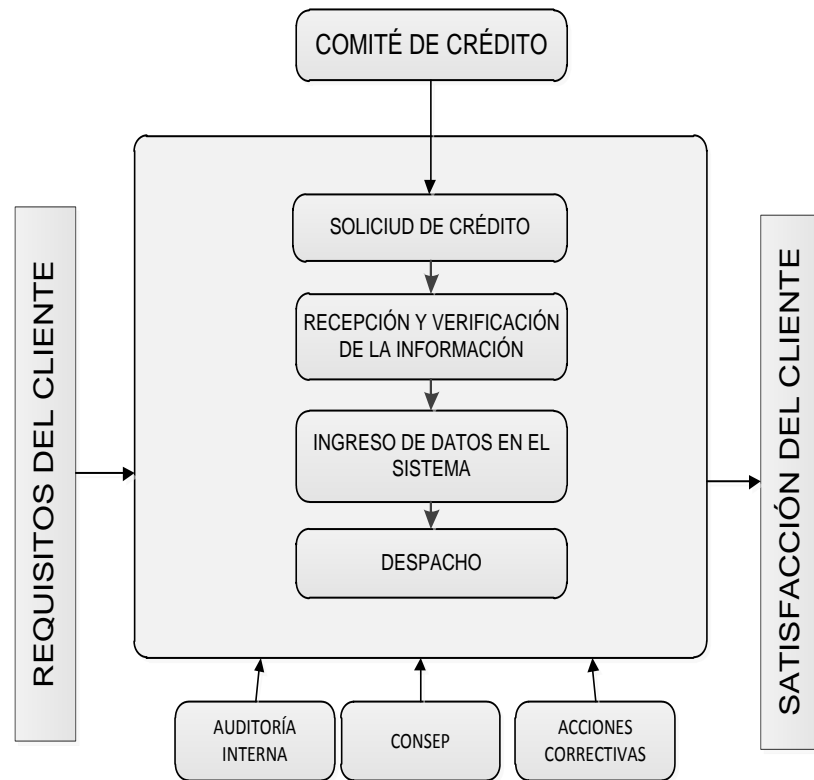 COMITÉ DE CRÉDITO
REQUISITOS DEL CLIENTE
SOLICIUD DE CRÉDITO
RECEPCIÓN Y VERIFICACIÓN
DE LA INFORMACIÓN
INGRESO DE DATOS EN EL
SISTEMA
DESPACHO
SATISFACCIÓN DEL CLIENTE
AUDITORÍA
INTERNA
CONSEP
ACCIONES
CORRECTIVAS